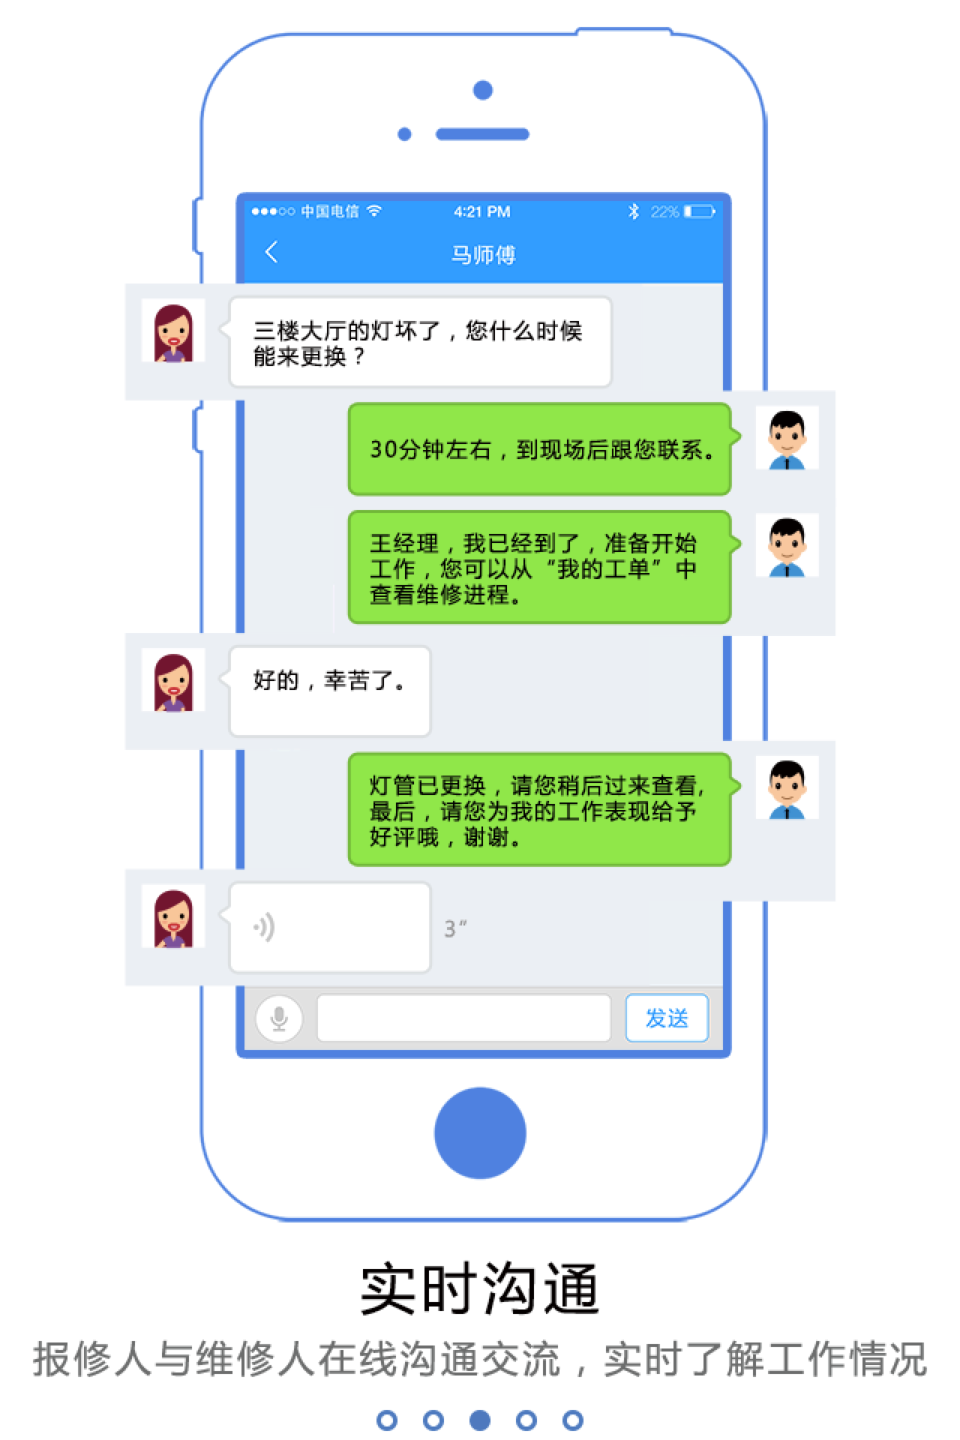 中国电信 4:21 PM 22%
马师傅
三楼大厅的灯坏了，您什么时候
能来更换？
30分钟左右，到现场后跟您联系。
王经理，我已经到了，准备开始
工作，您可以从“我的工单”中
查看维修进程。
好的，幸苦了。
灯管已更换，请您稍后过来查看，
最后，请您为我的工作表现给予
好评哦，谢谢。
3″
发送
实时沟通
报修人与维修人在线沟通交流，实时了解工作情况